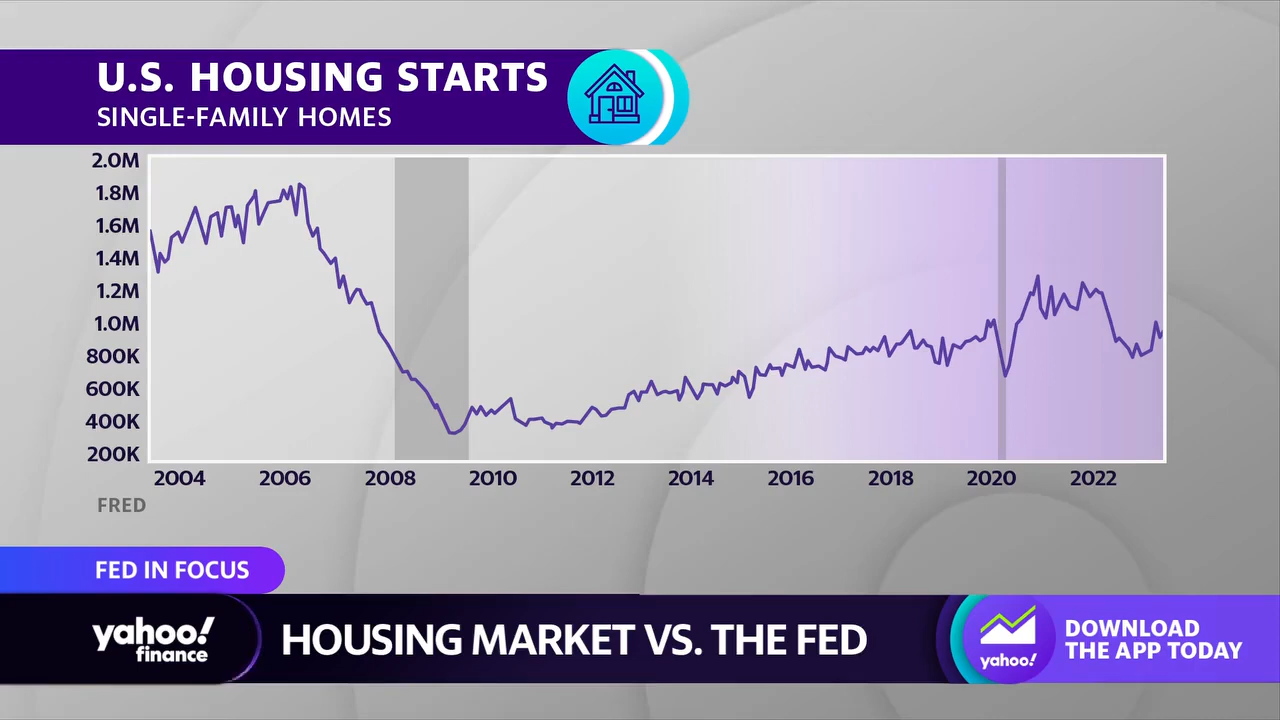 U.S. HOUSING STARTS
SINGLE-FAMILY HOMES
2.0M
1.8M
1.6M
1.4M
1.2M
1.0M
800K
600K
400K
200K
2004 2006 2008 2010 2012 2014 2016 2018 2020 2022
FRED
FED IN FOCUS
yahoo!
finance
HOUSING MARKET VS. THE FED
yahoo!
DOWNLOAD
THE APP TODAY